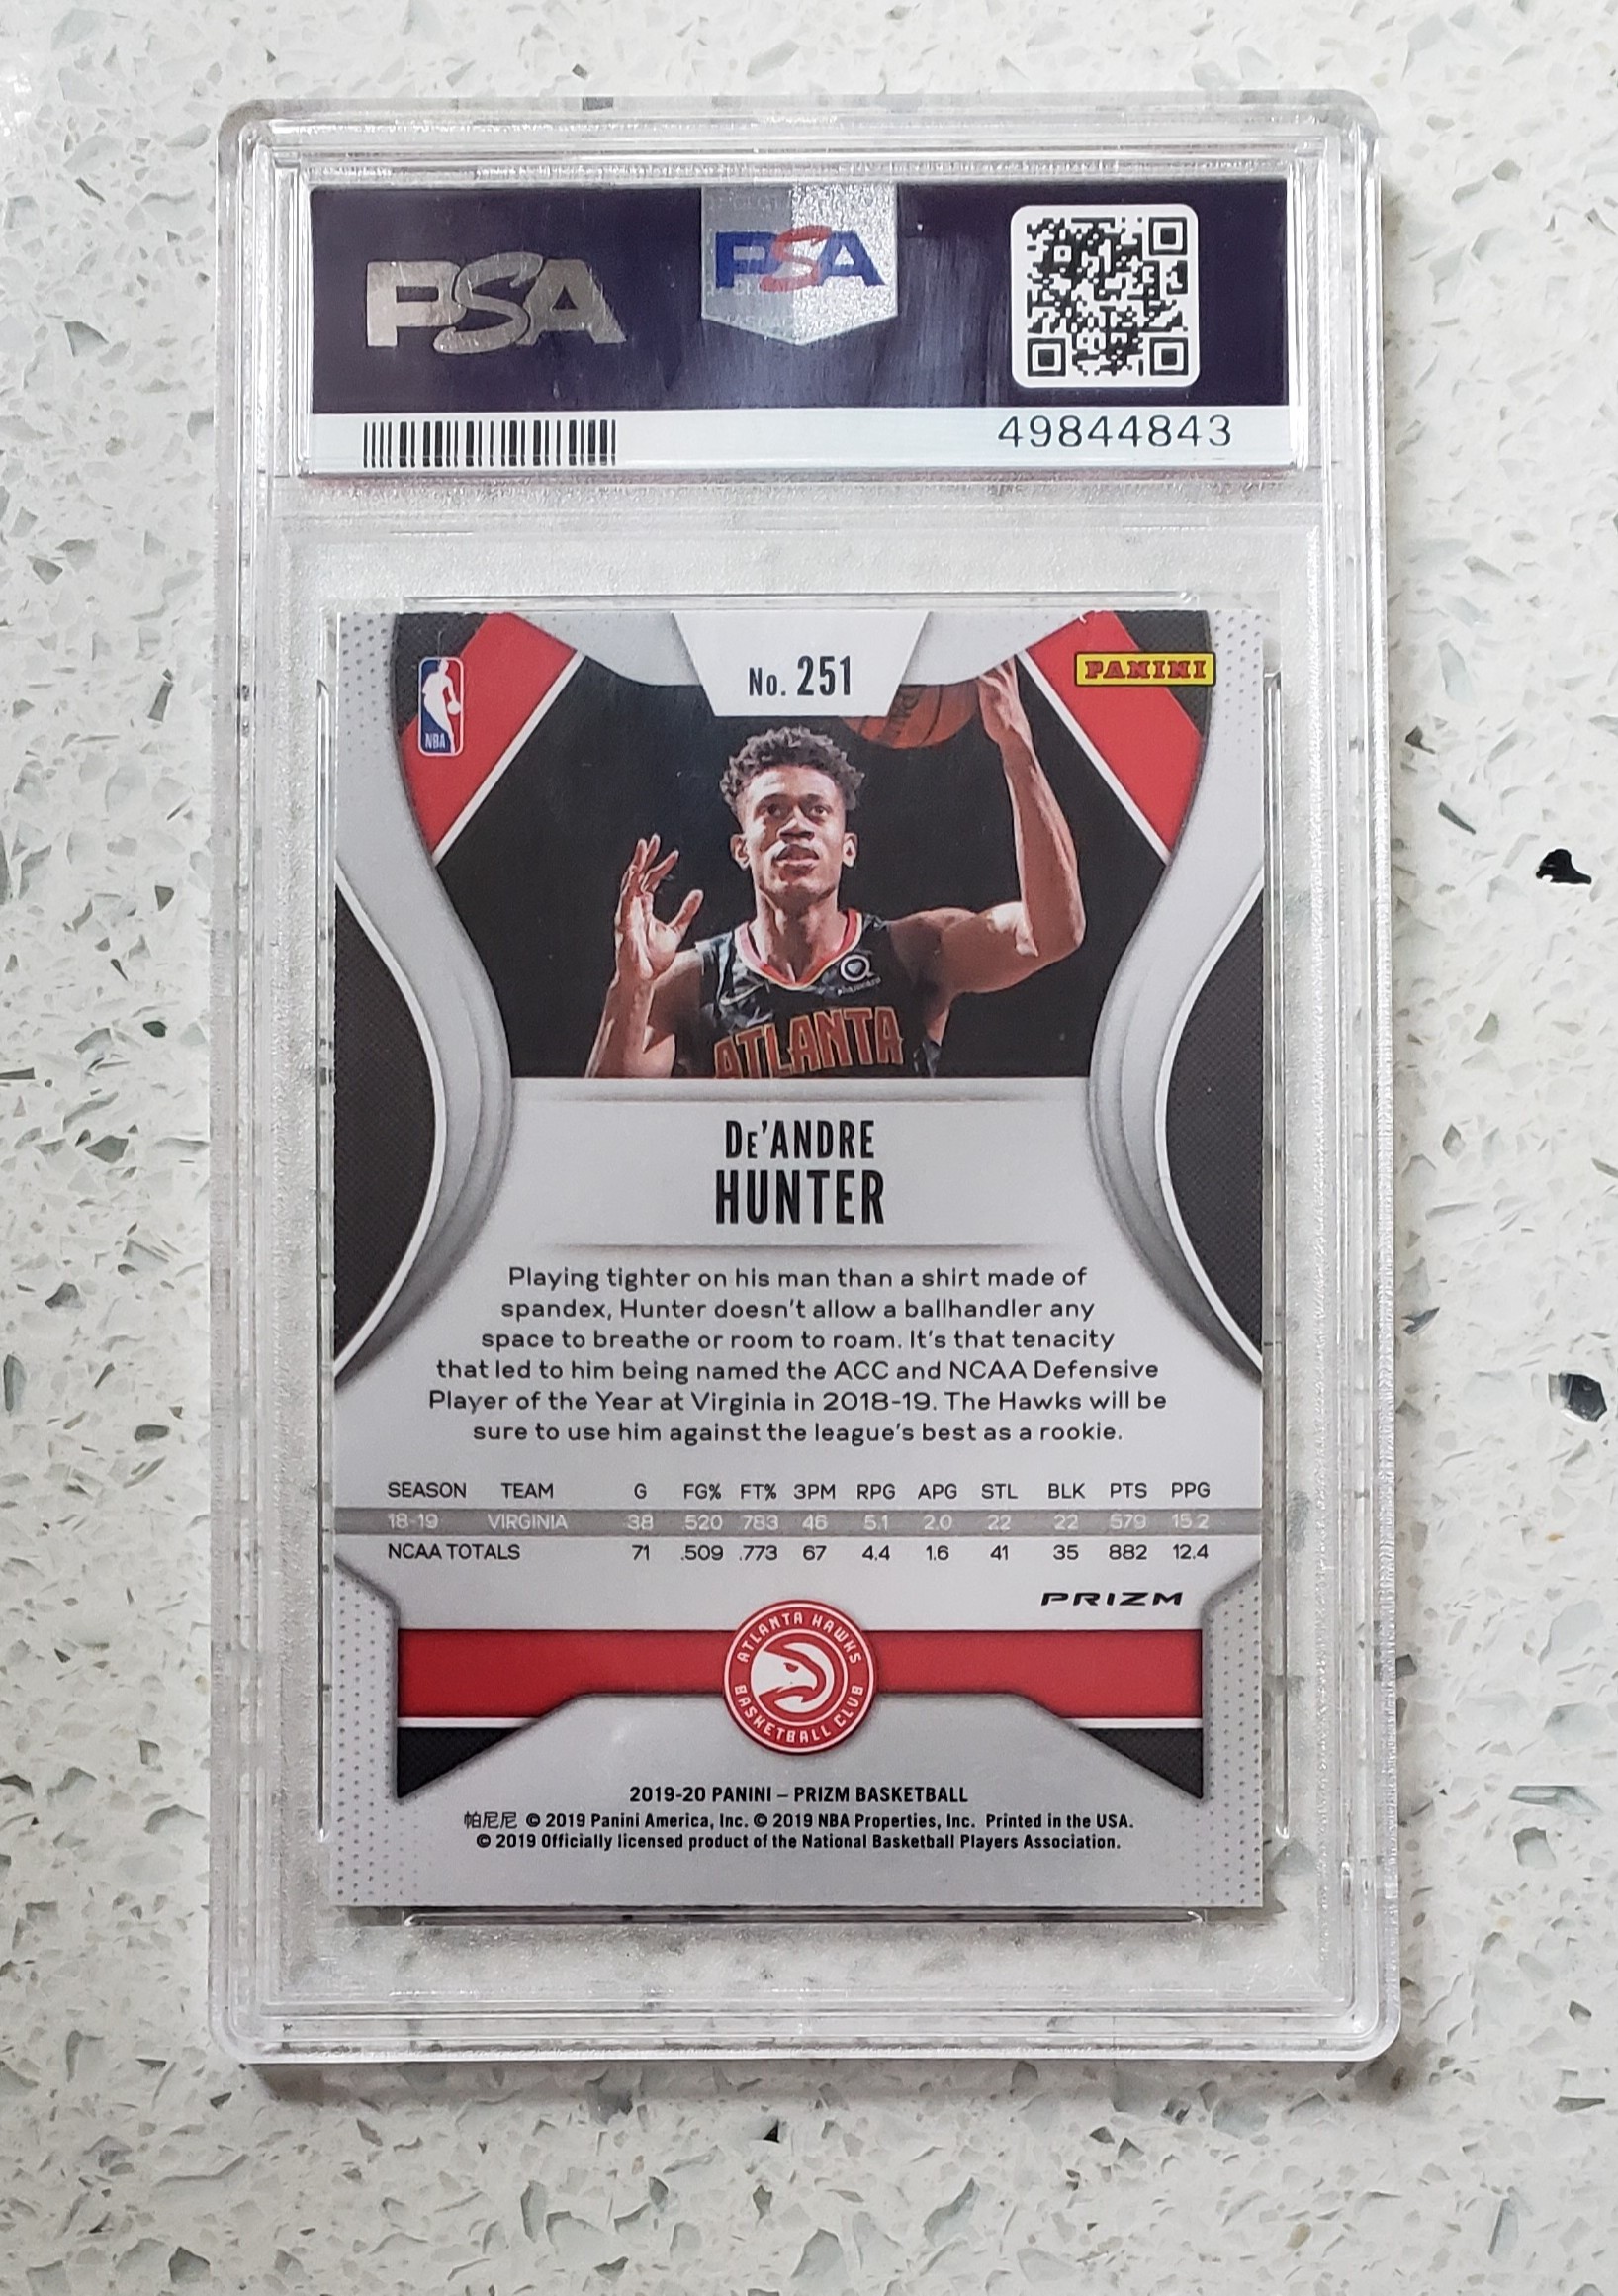 PSA
PSA
49844843
No. 251
NBA
PANINI
ATLANTA
DE'ANDRE
HUNTER
Playing tighter on his man than a shirt made of
spandex, Hunter doesn't allow a ballhandler any
space to breathe or room to roam. It's that tenacity
that led to him being named the ACC and NCAA Defensive
Player of the Year at Virginia in 2018-19. The Hawks will be
sure to use him against the league's best as a rookie.
SEASON TEAM G FG% FT% 3PM RPG APG STL BLK PTS PPG
18-19 VIRGINIA 38 .520 .783 46 5.1 2.0 22 22 579 15.2
NCAA TOTALS 71 .509 .773 67 4.4 1.6 41 35 882 12.4
PRIZM
ATLANTA HAWKS
BASKETBALL CLUB
2019-20 PANINI – PRIZM BASKETBALL
帕尼尼 © 2019 Panini America, Inc. © 2019 NBA Properties, Inc. Printed in the USA.
© 2019 Officially licensed product of the National Basketball Players Association.